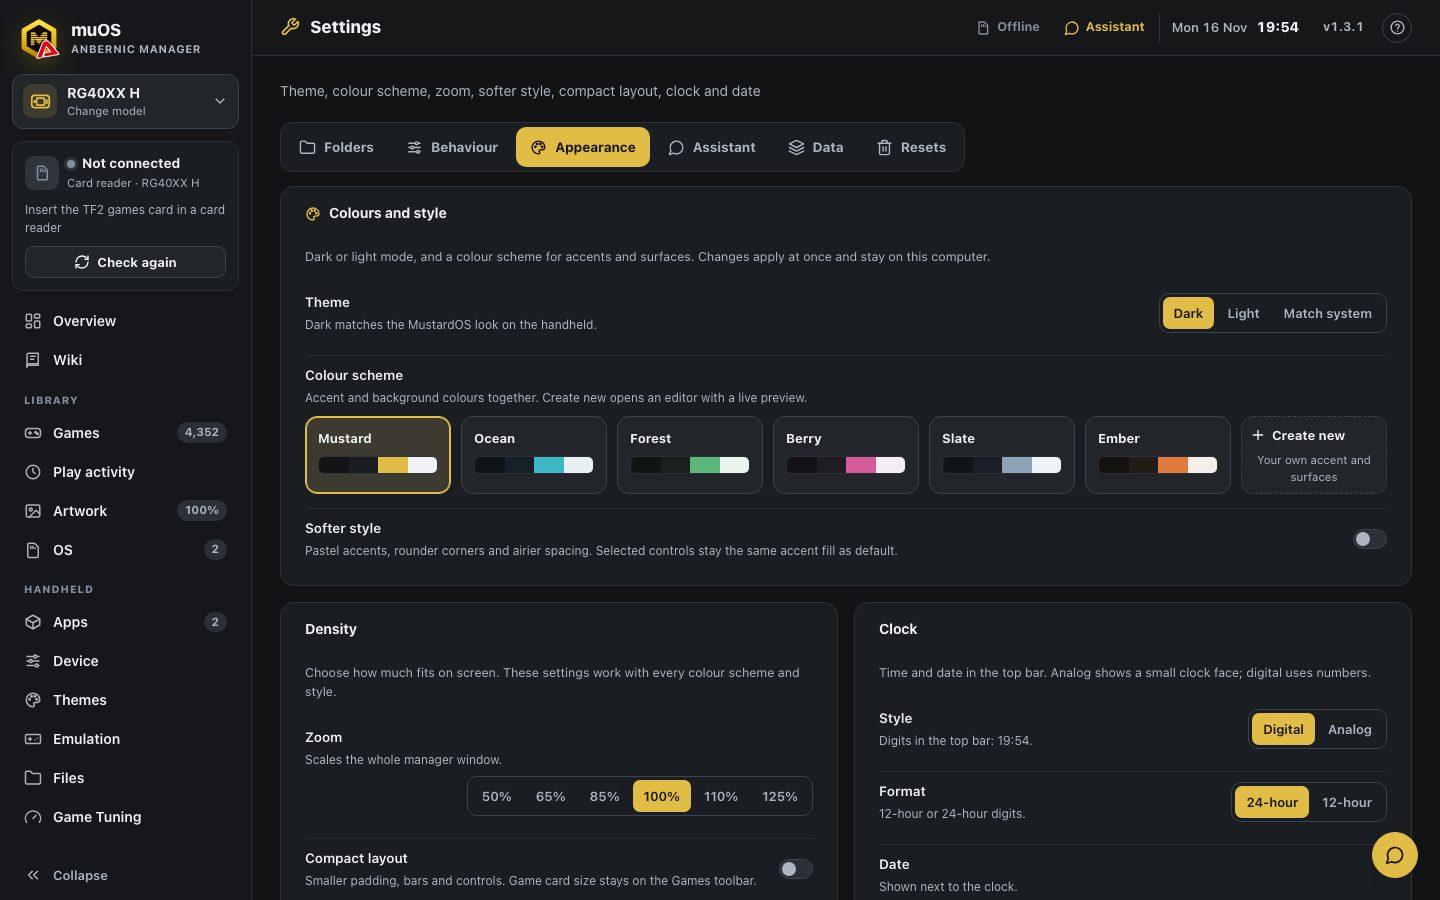 muOS
ANBERNIC MANAGER
RG40XX H
Change model
Not connected
Card reader · RG40XX H
Insert the TF2 games card in a card
reader
Check again
Overview
Wiki
LIBRARY
Games 4,352
Play activity
Artwork 100%
OS 2
HANDHELD
Apps 2
Device
Themes
Emulation
Files
Game Tuning
Collapse
Settings
Offline Assistant Mon 16 Nov 19:54 v1.3.1
Theme, colour scheme, zoom, softer style, compact layout, clock and date
Folders Behaviour Appearance Assistant Data Resets
Colours and style
Dark or light mode, and a colour scheme for accents and surfaces. Changes apply at once and stay on this computer.
Theme
Dark matches the MustardOS look on the handheld.
Dark Light Match system
Colour scheme
Accent and background colours together. Create new opens an editor with a live preview.
Mustard Ocean Forest Berry Slate Ember Create new
Your own accent and
surfaces
Softer style
Pastel accents, rounder corners and airier spacing. Selected controls stay the same accent fill as default.
Density
Choose how much fits on screen. These settings work with every colour scheme and
style.
Zoom
Scales the whole manager window.
50% 65% 85% 100% 110% 125%
Compact layout
Smaller padding, bars and controls. Game card size stays on the Games toolbar.
Clock
Time and date in the top bar. Analog shows a small clock face; digital uses numbers.
Style
Digits in the top bar: 19:54.
Digital Analog
Format
12-hour or 24-hour digits.
24-hour 12-hour
Date
Shown next to the clock.